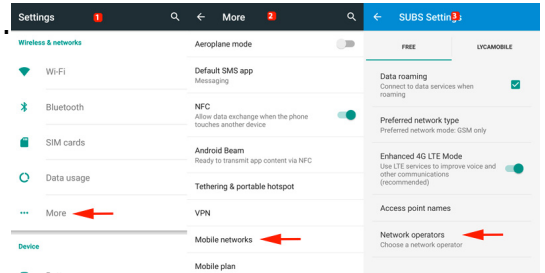 Settings 1
Wireless & networks
Wi-Fi
Bluetooth
SIM cards
Data usage
More
Device
More 2
Aeroplane mode
Default SMS app
Messaging
NFC
Allow data exchange when the phone
touches another device
Android Beam
Ready to transmit app content via NFC
Tethering & portable hotspot
VPN
Mobile networks
Mobile plan
SUBS Settings 3
FREE LYCAMOBILE
Data roaming
Connect to data services when
roaming
Preferred network type
Preferred network mode: GSM only
Enhanced 4G LTE Mode
Use LTE services to improve voice and
other communications
(recommended)
Access point names
Network operators
Choose a network operator